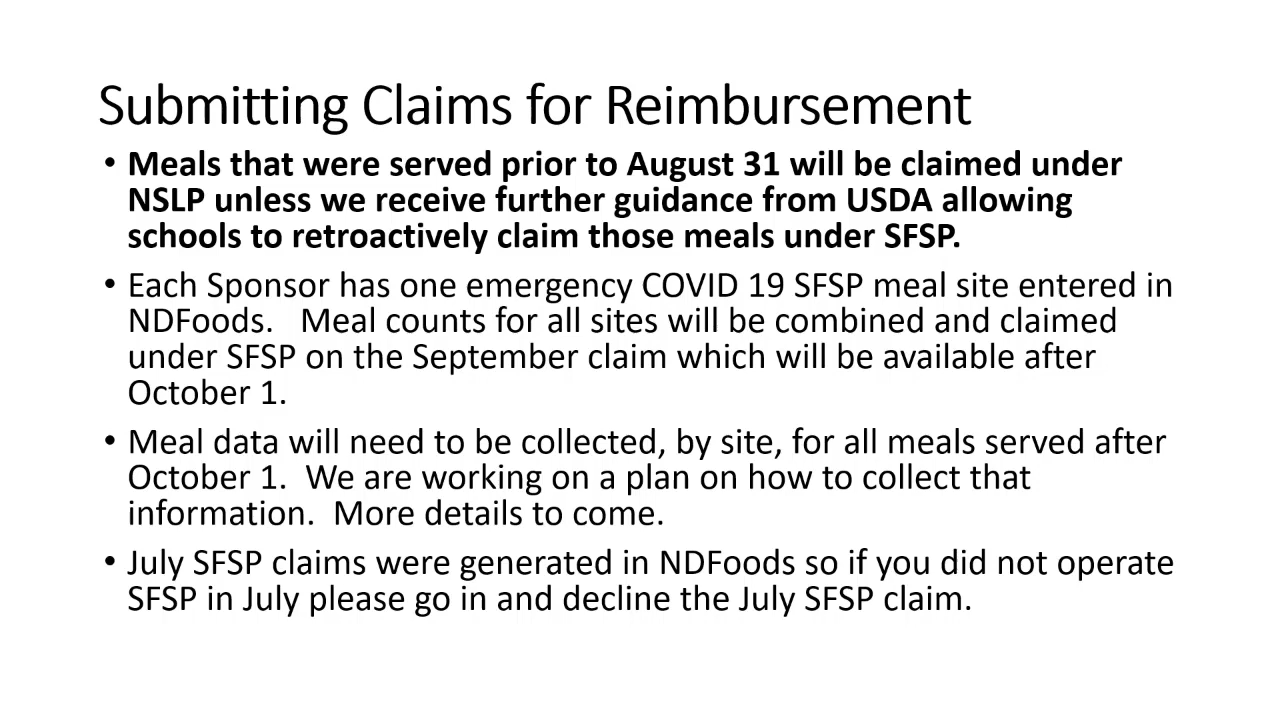 Submitting Claims for Reimbursement
• Meals that were served prior to August 31 will be claimed under
NSLP unless we receive further guidance from USDA allowing
schools to retroactively claim those meals under SFSP.
• Each Sponsor has one emergency COVID 19 SFSP meal site entered in
NDFoods.   Meal counts for all sites will be combined and claimed
under SFSP on the September claim which will be available after
October 1.
• Meal data will need to be collected, by site, for all meals served after
October 1.  We are working on a plan on how to collect that
information.  More details to come.
• July SFSP claims were generated in NDFoods so if you did not operate
SFSP in July please go in and decline the July SFSP claim.